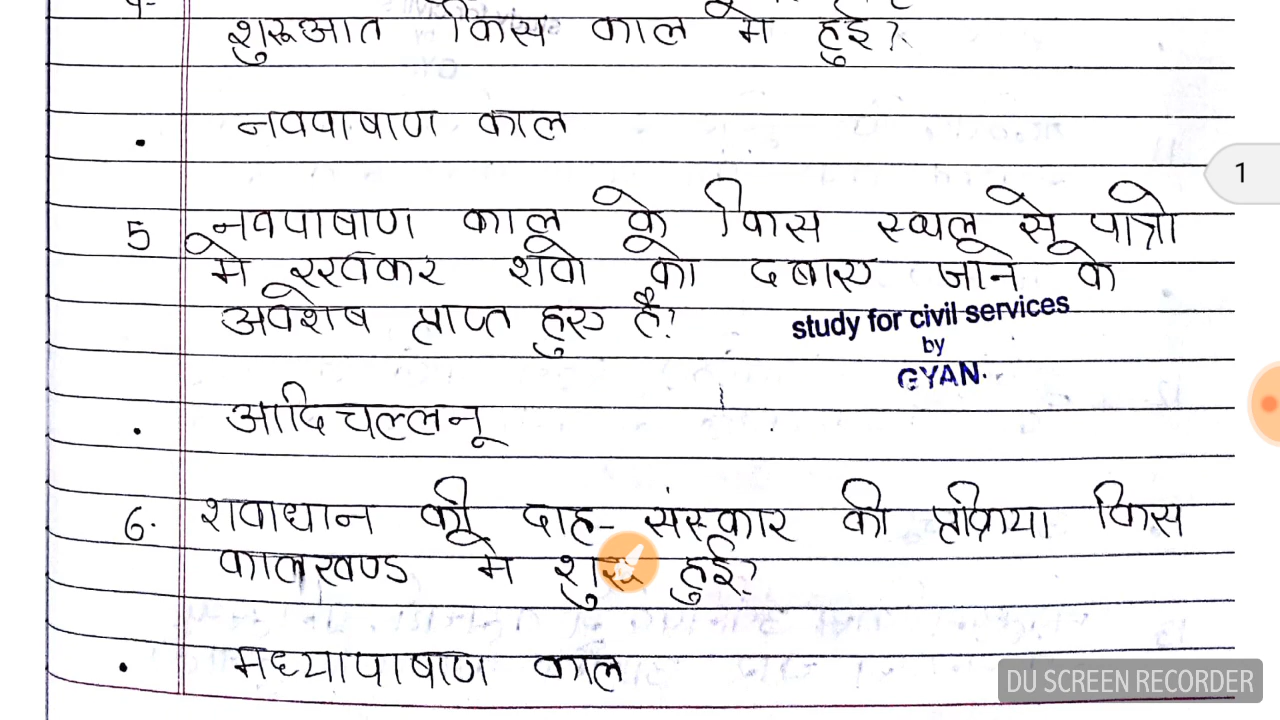 शुरूआत किस काल मे हुई?
नवपाषाण काल
1
5 नवपाषाण काल के किस स्थल से पात्रो
मे रखकर शवो को दबाए जाने के
अवशेष प्राप्त हुए है?
study for civil services
by
GYAN.
आदिचल्लनू
6. शवाधान की दाह-संस्कार की प्रक्रिया किस
कालखण्ड मे शुरू हुई?
मध्यापाषाण काल
DU SCREEN RECORDER